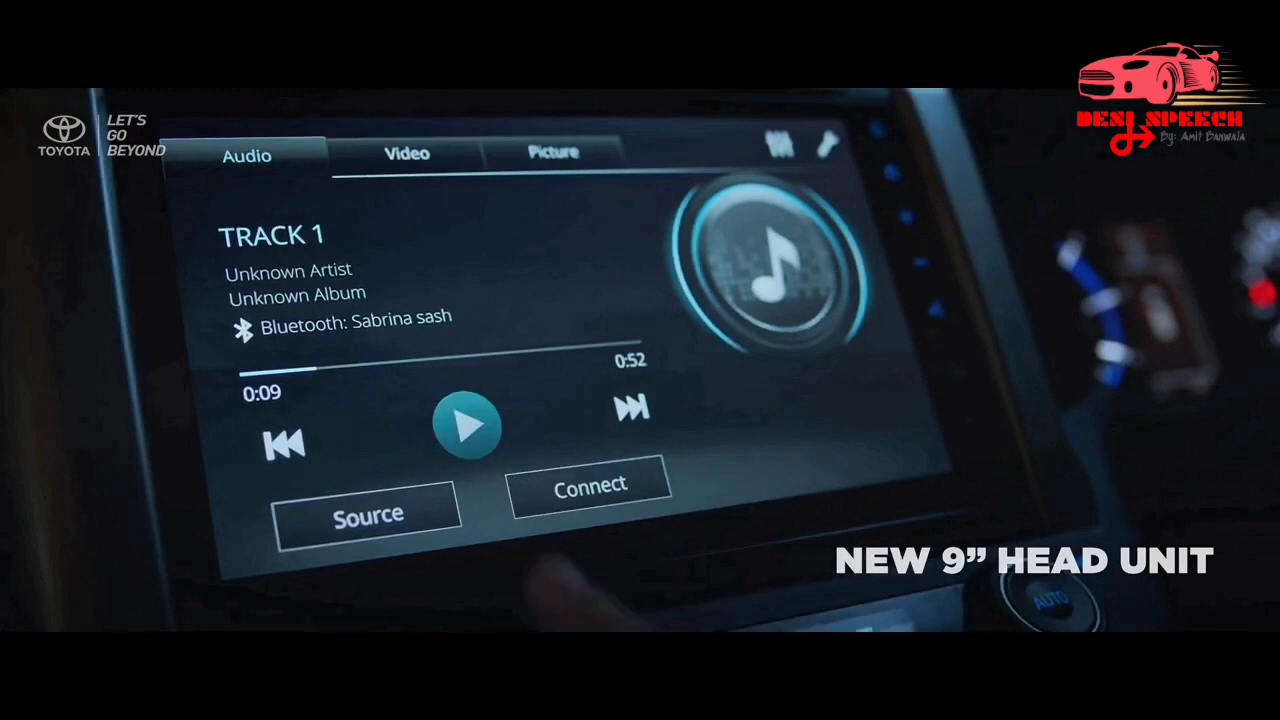 TOYOTA
LET'S
GO
BEYOND
DESI SPEECH
By: Amit Banwala
Audio
Video
Picture
TRACK 1
Unknown Artist
Unknown Album
Bluetooth: Sabrina sash
0:09
0:52
Source
Connect
NEW 9” HEAD UNIT
AUTO